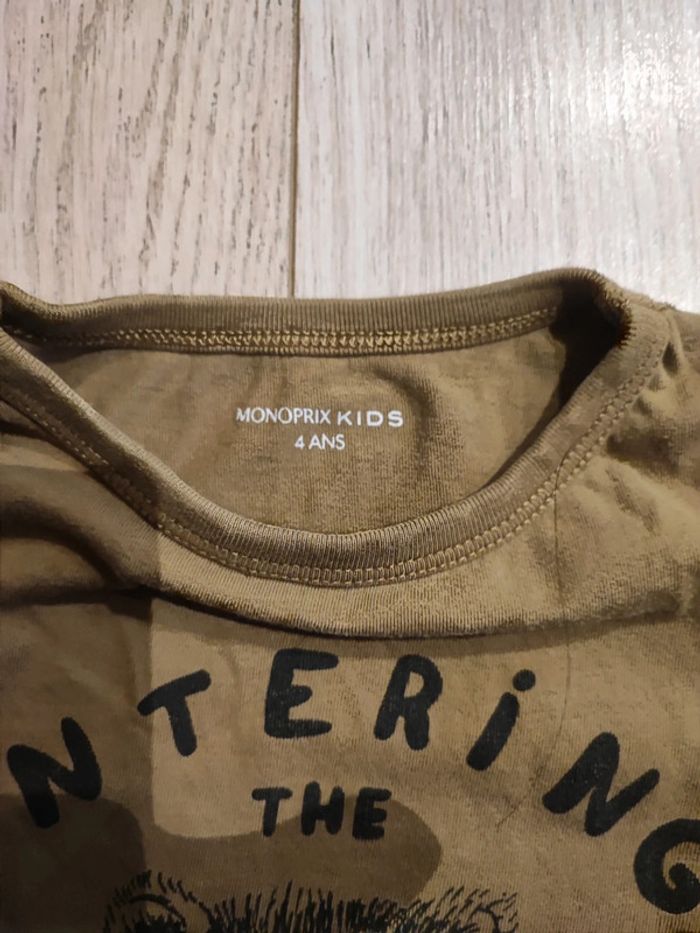 MONOPRIX KIDS
4 ANS
NTERiNG
THE